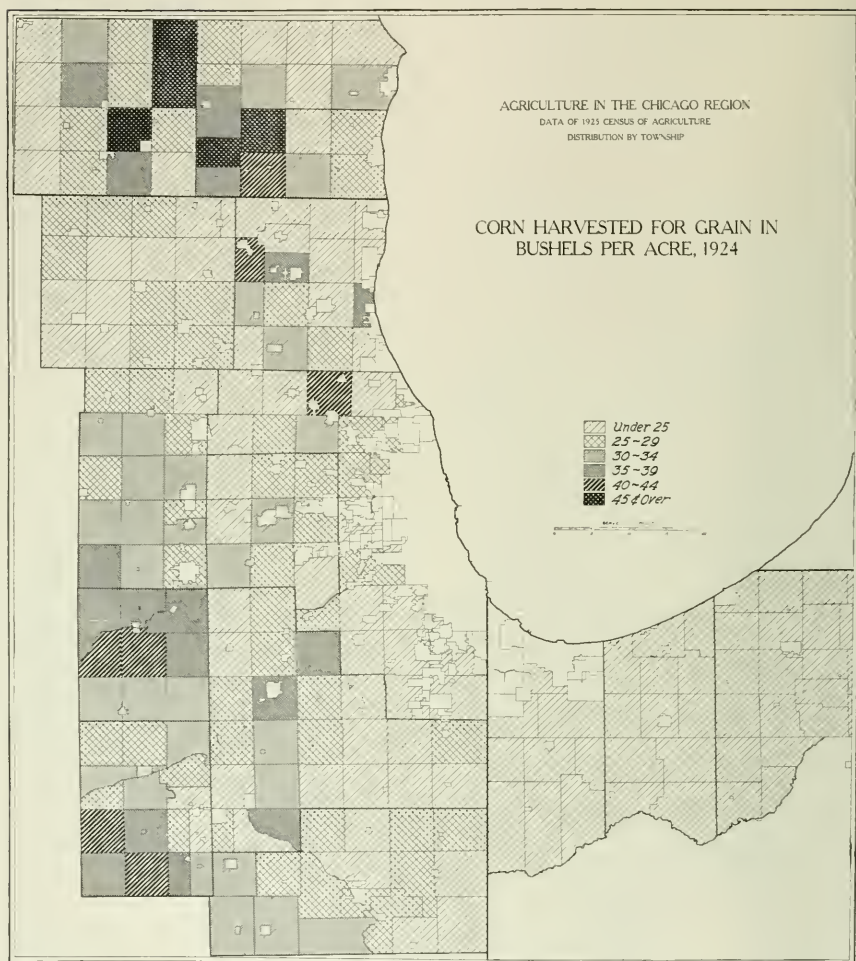 AGRICULTURE IN THE CHICAGO REGION
DATA OF 1925 CENSUS OF AGRICULTURE
DISTRIBUTION BY TOWNSHIP
CORN HARVESTED FOR GRAIN IN
BUSHELS PER ACRE, 1924
Under 25
25~29
30~34
35~39
40~44
45 & Over